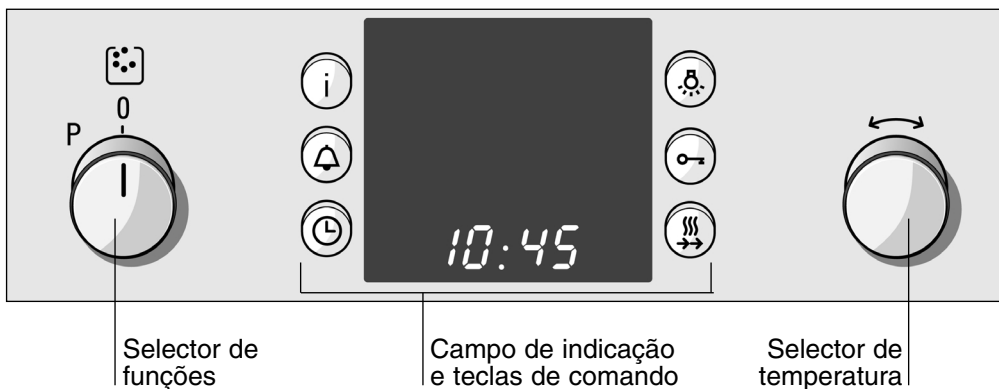 0
P
i
10:45
Selector de
funções
Campo de indicação
e teclas de comando
Selector de
temperatura